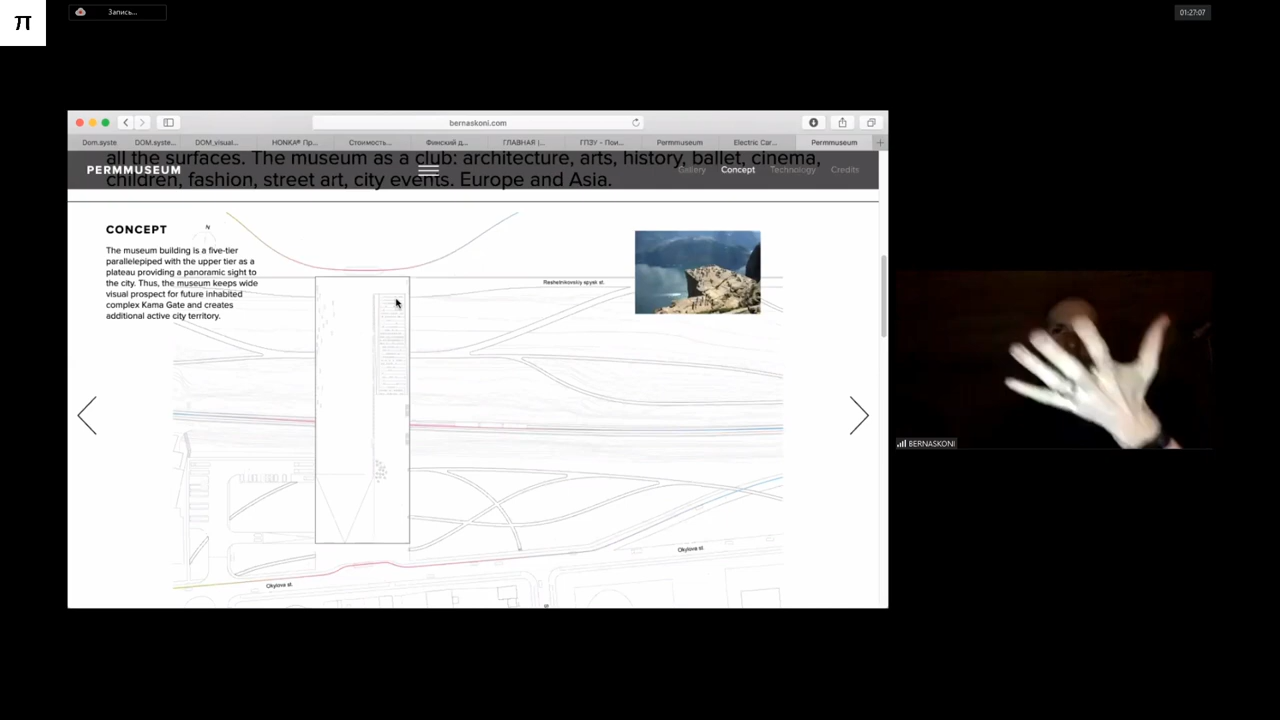 π
Запись...
01:27:07
bernaskoni.com
Dom.syste
DOM.syste...
DOM_visual...
HONKA® Пр...
Стоимость...
Финский д...
ГЛАВНАЯ |...
ГПЗУ - Пои...
Permmuseum
Electric Car...
Permmuseum
all the surfaces. The museum as a club: architecture, arts, history, ballet, cinema,
children, fashion, street art, city events. Europe and Asia.
PERMMUSEUM
Gallery
Concept
Technology
Credits
CONCEPT
N
The museum building is a five-tier
parallelepiped with the upper tier as a
plateau providing a panoramic sight to
the city. Thus, the museum keeps wide
visual prospect for future inhabited
complex Kama Gate and creates
additional active city territory.
Reshetnikovskiy spysk st.
BERNASKONI
Okylova st.
Okylova st.